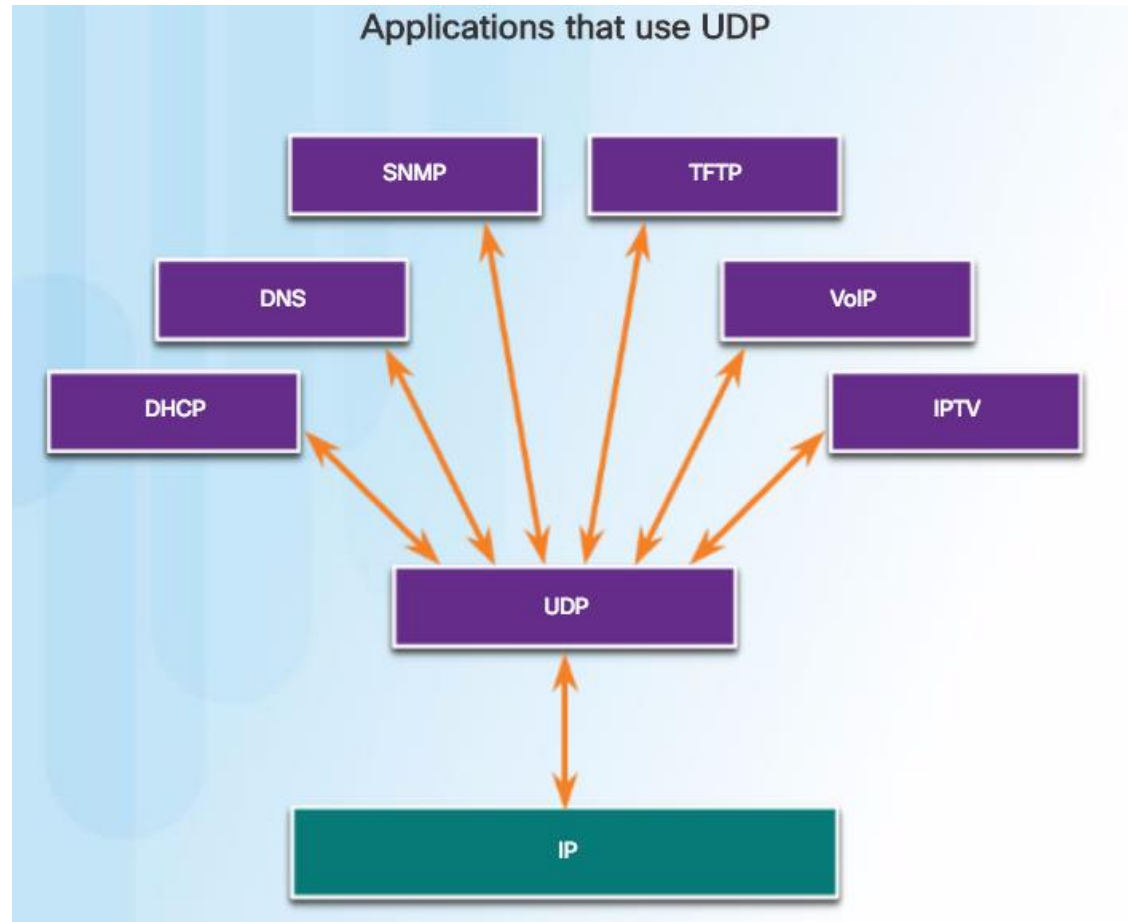 Applications that use UDP
SNMP
TFTP
DNS
VoIP
DHCP
IPTV
UDP
IP